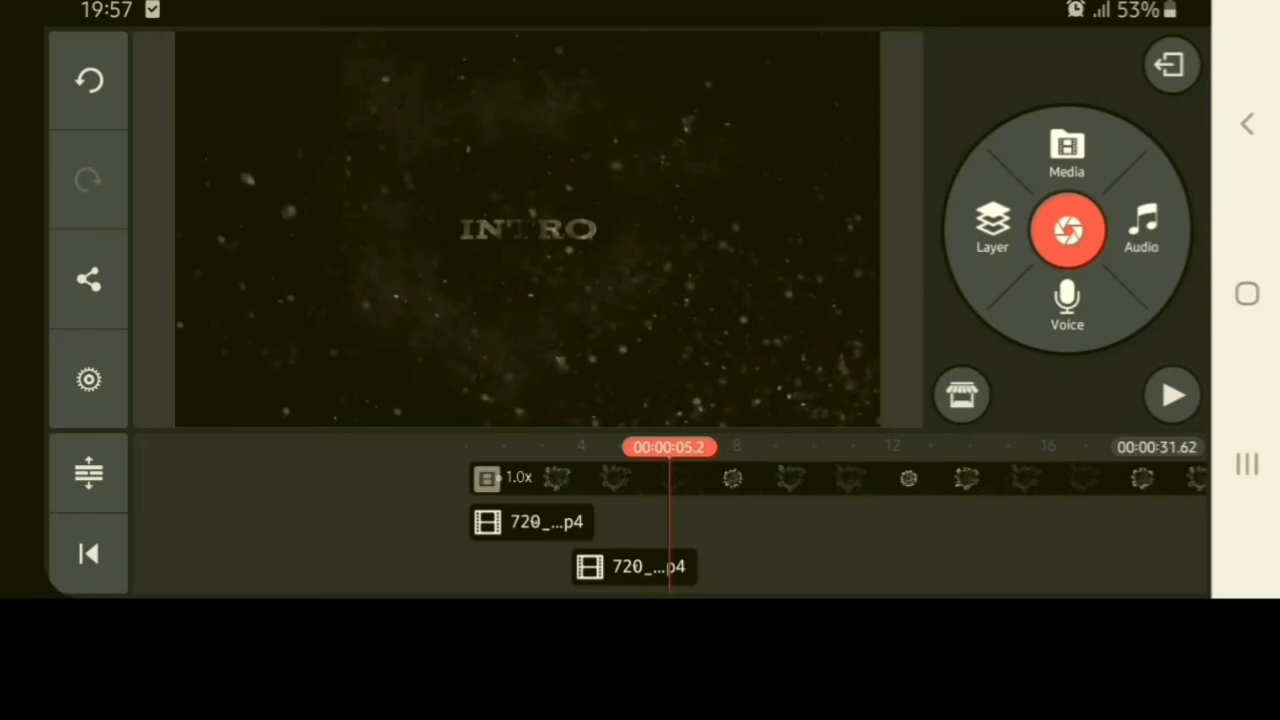 19:57
53%
INTRO
Media
Layer
Audio
Voice
4
00:00:05.2
8
12
16
00:00:31.62
1.0x
720_...p4
720_...p4